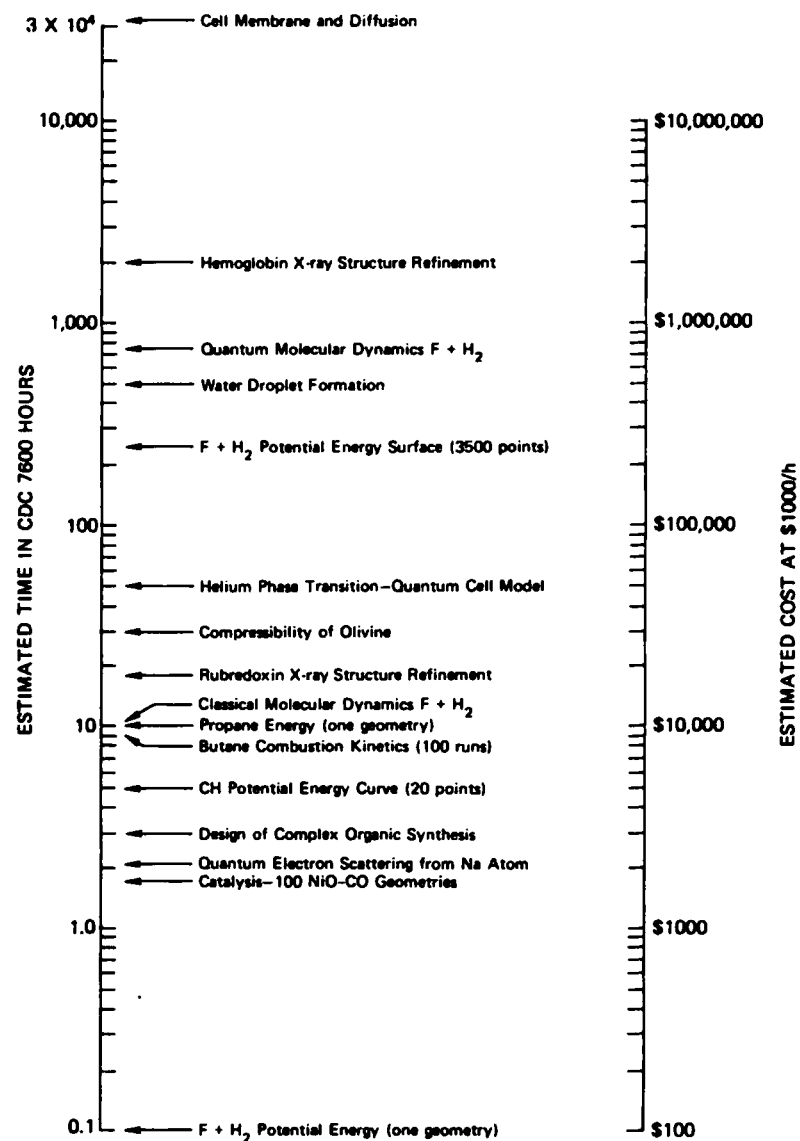 3 X 10⁴
Cell Membrane and Diffusion
10,000
$10,000,000
Hemoglobin X-ray Structure Refinement
1,000
$1,000,000
Quantum Molecular Dynamics F + H₂
Water Droplet Formation
F + H₂ Potential Energy Surface (3500 points)
100
$100,000
Helium Phase Transition—Quantum Cell Model
Compressibility of Olivine
Rubredoxin X-ray Structure Refinement
Classical Molecular Dynamics F + H₂
10
Propane Energy (one geometry)
$10,000
Butane Combustion Kinetics (100 runs)
CH Potential Energy Curve (20 points)
Design of Complex Organic Synthesis
Quantum Electron Scattering from Na Atom
Catalysis—100 NiO-CO Geometries
1.0
$1000
0.1
F + H₂ Potential Energy (one geometry)
$100
ESTIMATED TIME IN CDC 7600 HOURS
ESTIMATED COST AT $1000/h